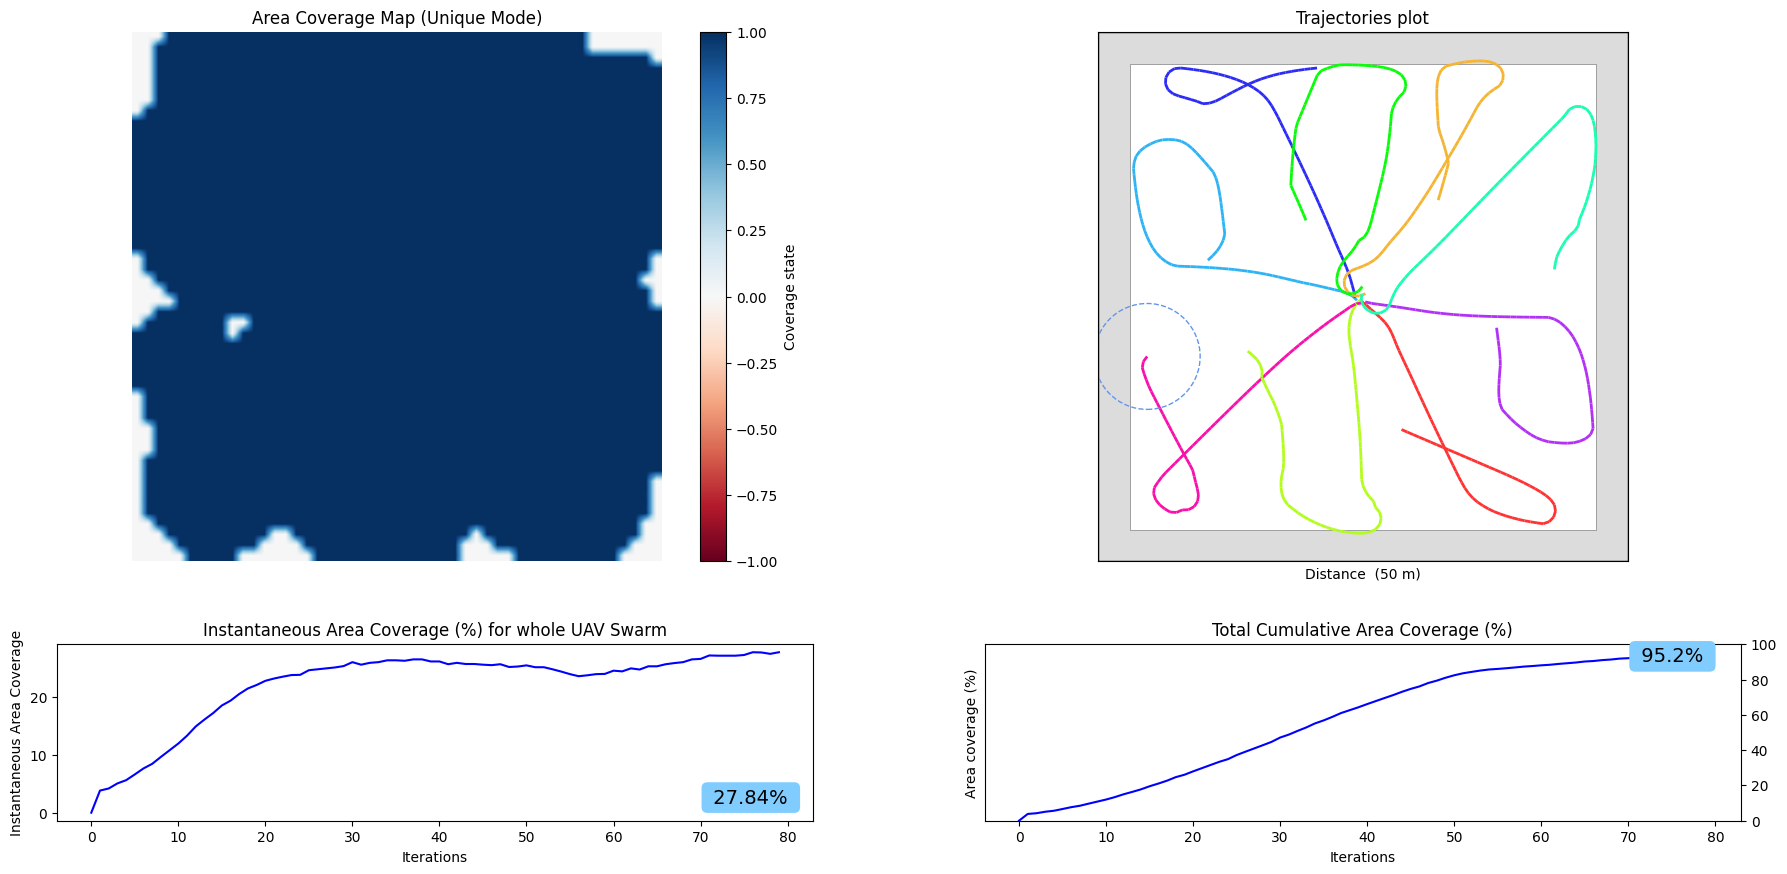 Area Coverage Map (Unique Mode)
1.00
0.75
0.50
0.25
0.00
−0.25
−0.50
−0.75
−1.00
Coverage state
Trajectories plot
Distance  (50 m)
Instantaneous Area Coverage (%) for whole UAV Swarm
Instantaneous Area Coverage
20
10
0
27.84%
0 10 20 30 40 50 60 70 80
Iterations
Total Cumulative Area Coverage (%)
Area coverage (%)
95.2%
100
80
60
40
20
0
0 10 20 30 40 50 60 70 80
Iterations